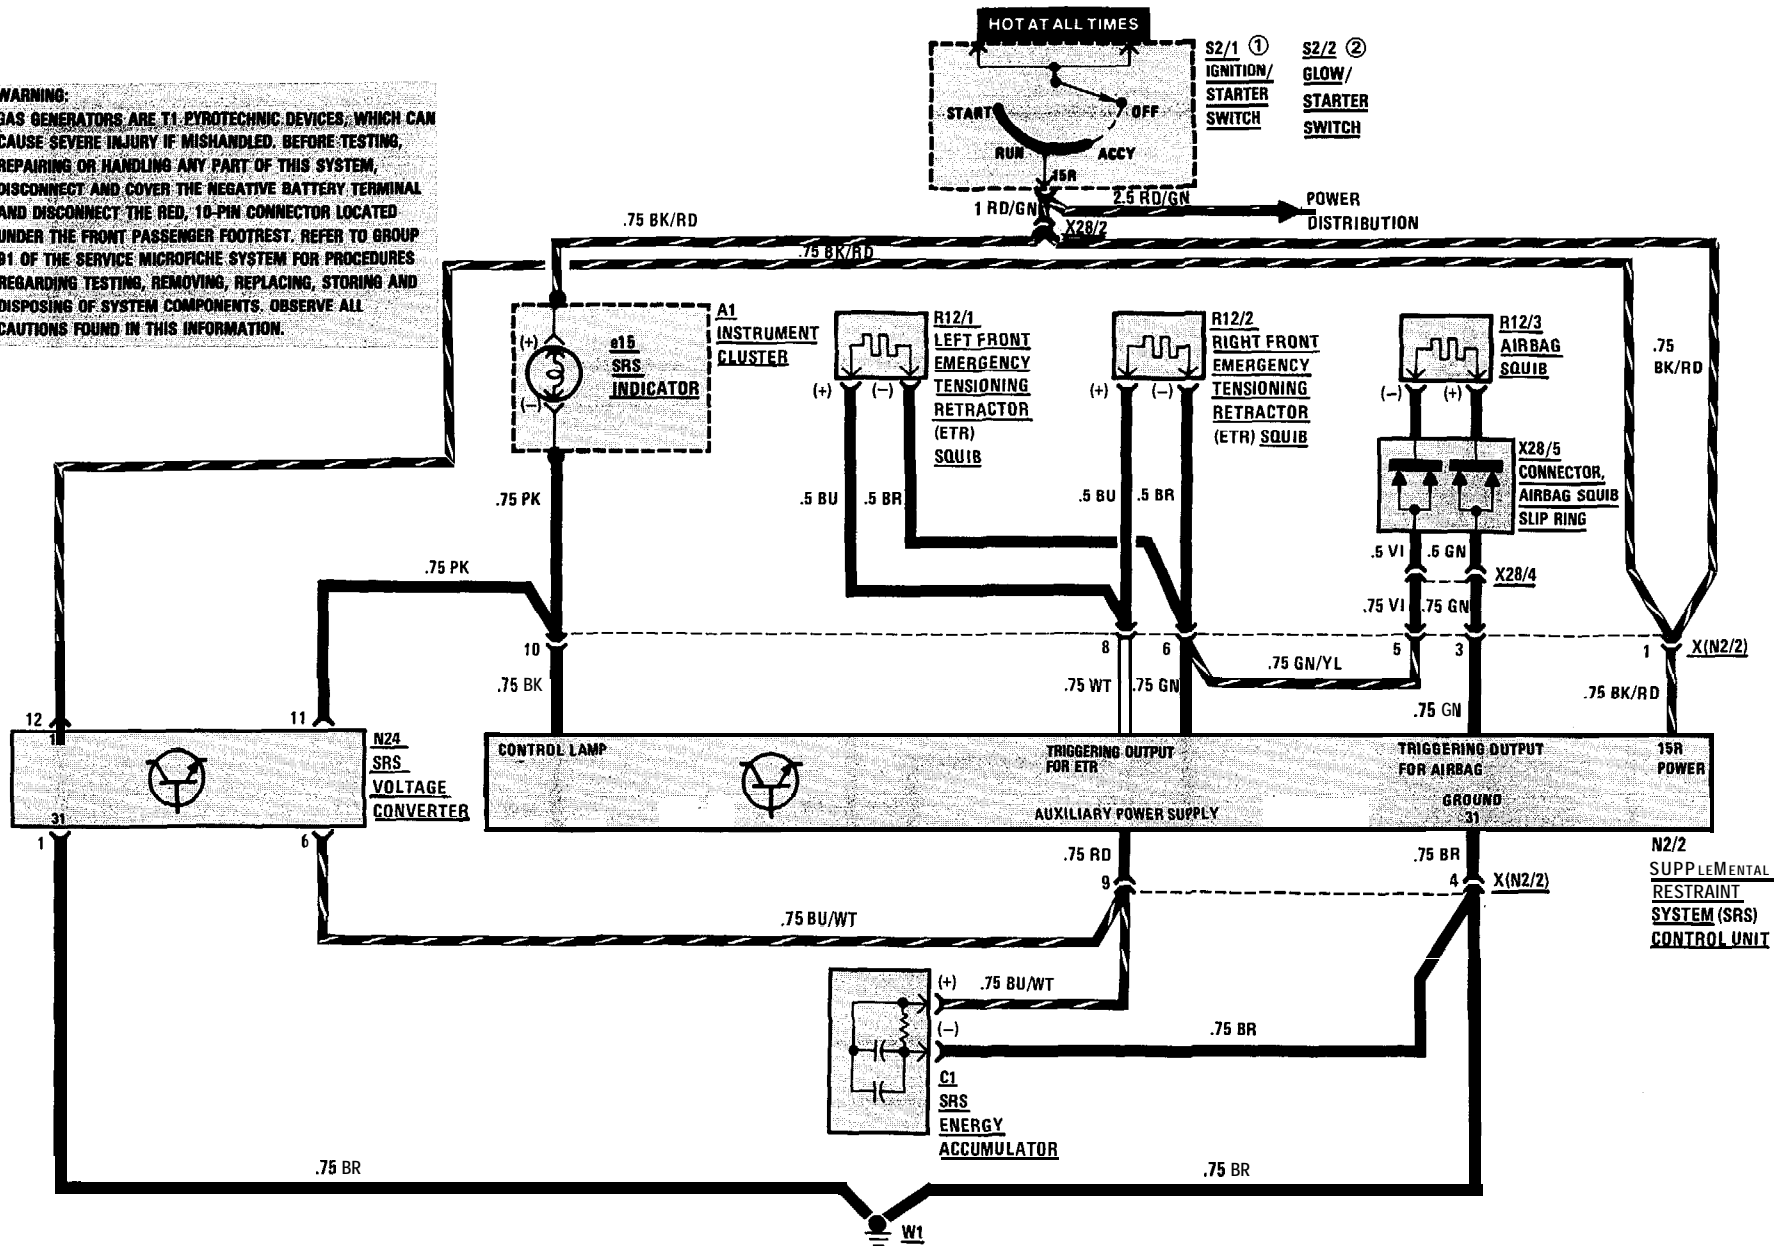 HOT AT ALL TIMES
S2/1 ① IGNITION/ STARTER SWITCH
S2/2 ② GLOW/ STARTER SWITCH
WARNING:
GAS GENERATORS ARE T1 PYROTECHNIC DEVICES, WHICH CAN
CAUSE SEVERE INJURY IF MISHANDLED. BEFORE TESTING,
REPAIRING OR HANDLING ANY PART OF THIS SYSTEM,
DISCONNECT AND COVER THE NEGATIVE BATTERY TERMINAL
AND DISCONNECT THE RED, 10-PIN CONNECTOR LOCATED
UNDER THE FRONT PASSENGER FOOTREST. REFER TO GROUP
91 OF THE SERVICE MICROFICHE SYSTEM FOR PROCEDURES
REGARDING TESTING, REMOVING, REPLACING, STORING AND
DISPOSING OF SYSTEM COMPONENTS. OBSERVE ALL
CAUTIONS FOUND IN THIS INFORMATION.
START
OFF
RUN
ACCY
15R
1 RD/GN
2.5 RD/GN
POWER
DISTRIBUTION
.75 BK/RD
X28/2
.75 BK/RD
A1
INSTRUMENT
CLUSTER
(+)
e15
SRS
INDICATOR
(−)
R12/1
LEFT FRONT
EMERGENCY
TENSIONING
RETRACTOR
(ETR)
SQUIB
(+)
(−)
R12/2
RIGHT FRONT
EMERGENCY
TENSIONING
RETRACTOR
(ETR) SQUIB
(+)
(−)
R12/3
AIRBAG
SQUIB
(−)
(+)
.75
BK/RD
X28/5
CONNECTOR,
AIRBAG SQUIB
SLIP RING
.75 PK
.5 BU
.5 BR
.5 BU
.5 BR
.5 VI
.5 GN
X28/4
.75 PK
.75 VI
.75 GN
10
8
6
5
3
1
X(N2/2)
.75 GN/YL
.75 BK
.75 WT
.75 GN
.75 GN
.75 BK/RD
12
11
N24
SRS
VOLTAGE
CONVERTER
31
CONTROL LAMP
TRIGGERING OUTPUT
FOR ETR
TRIGGERING OUTPUT
FOR AIRBAG
15R
POWER
AUXILIARY POWER SUPPLY
GROUND
31
1
6
.75 RD
.75 BR
N2/2
SUPPLEMENTAL
RESTRAINT
SYSTEM (SRS)
CONTROL UNIT
9
4
X(N2/2)
.75 BU/WT
(+)
.75 BU/WT
(−)
.75 BR
C1
SRS
ENERGY
ACCUMULATOR
.75 BR
.75 BR
W1